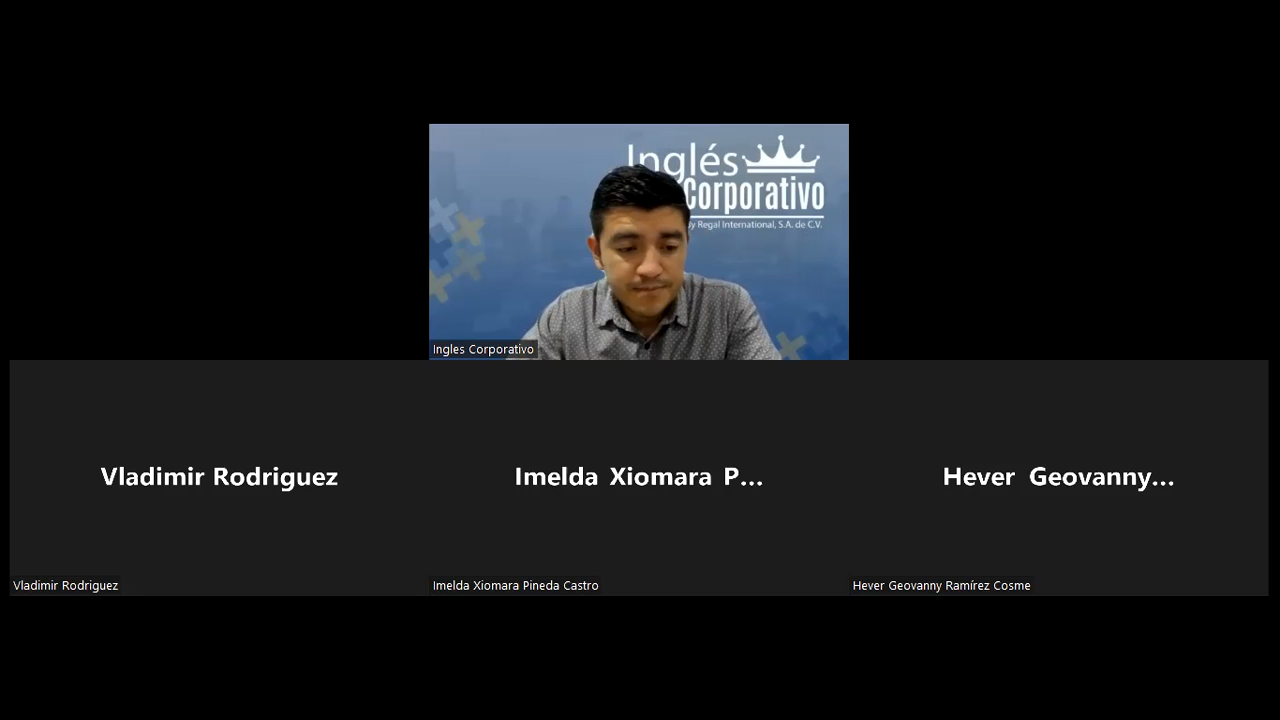 Inglés
Corporativo
By Regal International, S.A. de C.V.
Ingles Corporativo
Vladimir Rodriguez
Imelda Xiomara P...
Hever Geovanny...
Vladimir Rodriguez
Imelda Xiomara Pineda Castro
Hever Geovanny Ramírez Cosme